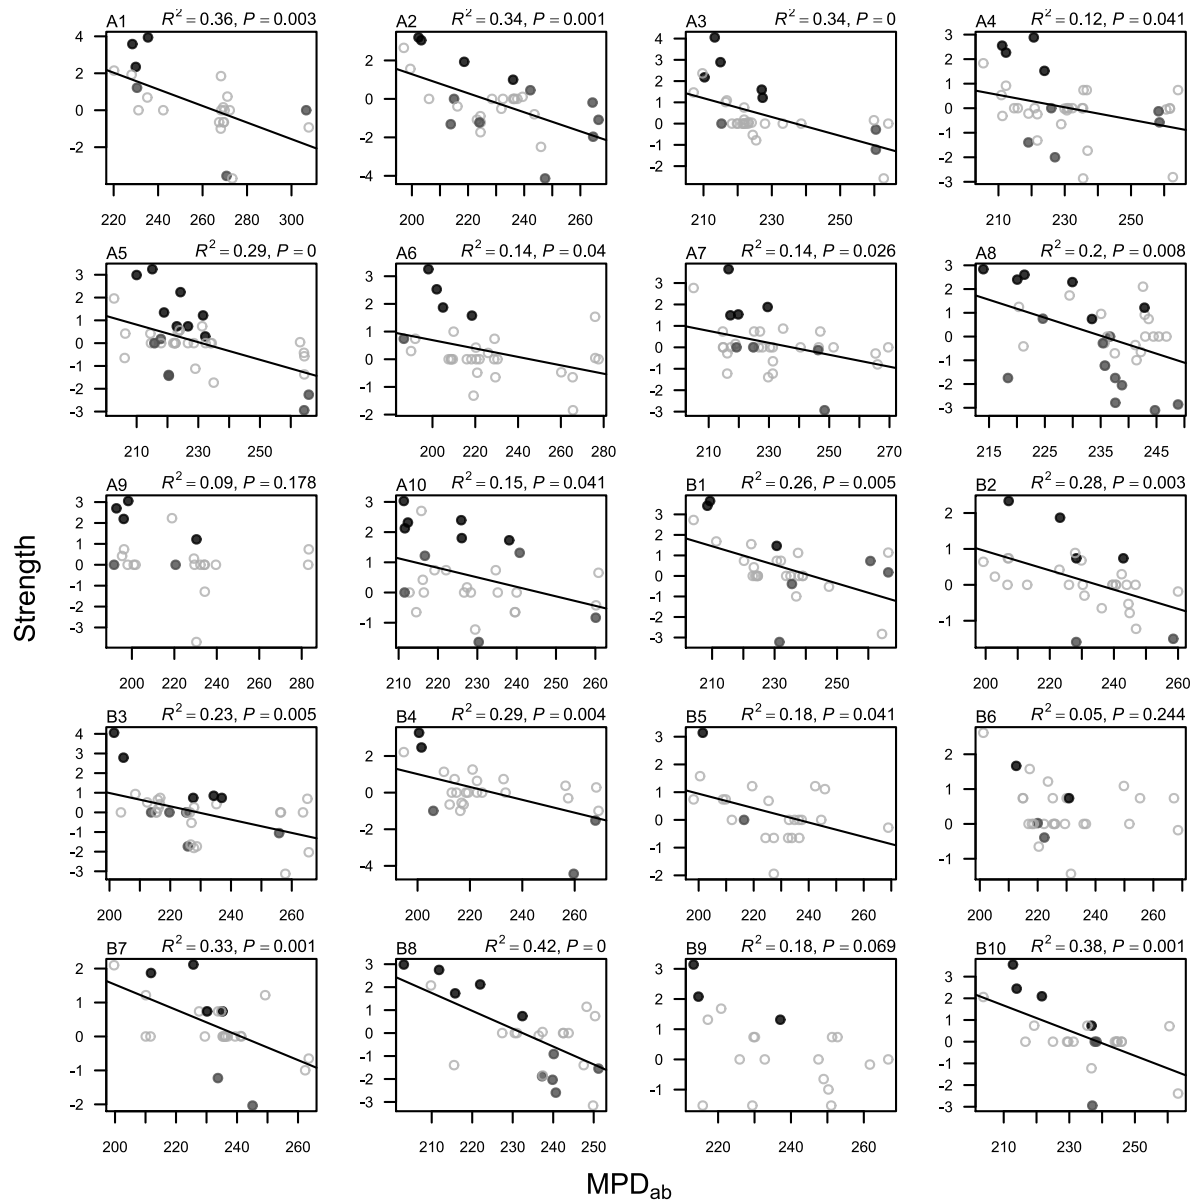 A1 R² = 0.36, P = 0.003
A2 R² = 0.34, P = 0.001
A3 R² = 0.34, P = 0
A4 R² = 0.12, P = 0.041
4
2
0
-2
220 240 260 270 300
2
0
-2
-4
200 220 240 260
4
3
2
1
0
-1
-2
210 230 250
3
2
1
0
-1
-2
-3
210 230 250
A5 R² = 0.29, P = 0
A6 R² = 0.14, P = 0.04
A7 R² = 0.14, P = 0.026
A8 R² = 0.2, P = 0.008
3
2
1
0
-1
-2
-3
210 230 250
3
2
1
0
-1
-2
200 220 240 260 280
3
2
1
0
-1
-2
-3
210 230 250 270
3
2
1
0
-1
-2
-3
215 225 235 245
A9 R² = 0.09, P = 0.178
A10 R² = 0.15, P = 0.041
B1 R² = 0.26, P = 0.005
B2 R² = 0.28, P = 0.003
3
2
1
0
-1
-2
-3
200 220 240 260 280
3
2
1
0
-1
210 220 230 240 250 260
3
2
1
0
-1
-2
-3
210 230 250
2
1
0
-1
200 220 240 260
Strength
B3 R² = 0.23, P = 0.005
B4 R² = 0.29, P = 0.004
B5 R² = 0.18, P = 0.041
B6 R² = 0.05, P = 0.244
4
3
2
1
0
-1
-2
-3
200 220 240 260
2
0
-2
-4
200 220 240 260
3
2
1
0
-1
-2
200 220 240 260
2
1
0
-1
200 220 240 260
B7 R² = 0.33, P = 0.001
B8 R² = 0.42, P = 0
B9 R² = 0.18, P = 0.069
B10 R² = 0.38, P = 0.001
2
1
0
-1
-2
200 220 240 260
3
2
1
0
-1
-2
-3
210 220 230 240 250
3
2
1
0
-1
220 240 260
3
2
1
0
-1
-2
-3
210 230 250
MPDab